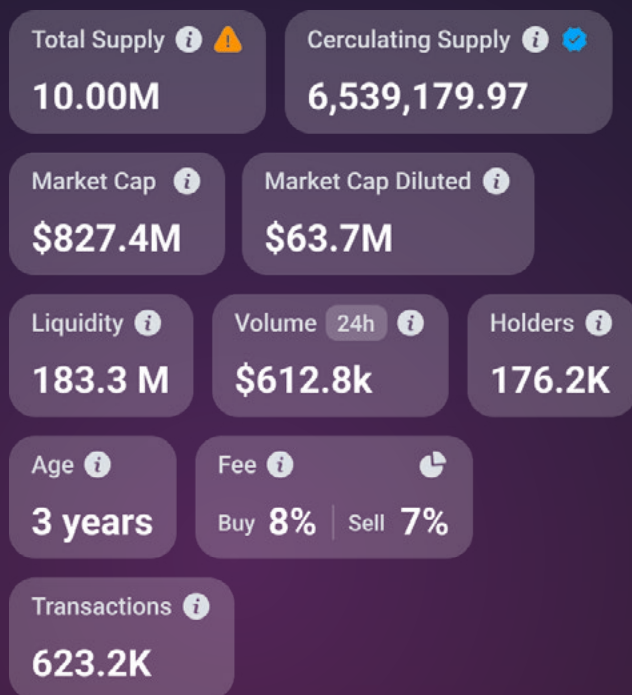 Total Supply
Cerculating Supply
10.00M
6,539,179.97
Market Cap
Market Cap Diluted
$827.4M
$63.7M
Liquidity
Volume 24h
Holders
183.3 M
$612.8k
176.2K
Age
Fee
3 years
Buy 8% Sell 7%
Transactions
623.2K